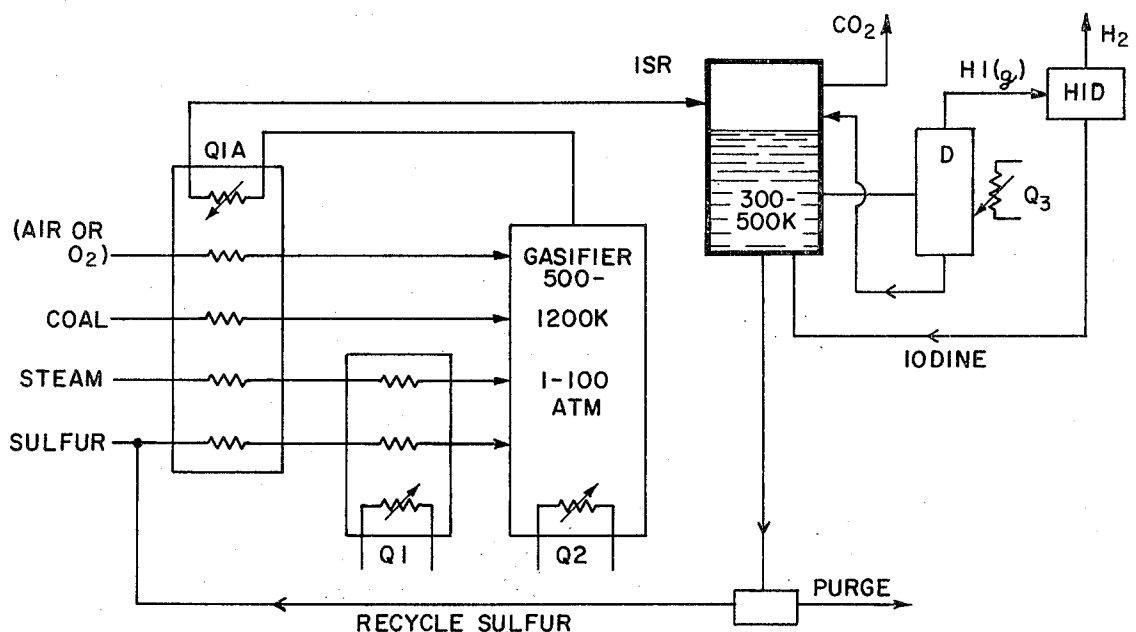 CO2
H2
ISR
HI(g)
HID
Q1A
D
300-
500K
Q3
(AIR OR
O2)
GASIFIER
500-
1200K
COAL
IODINE
STEAM
1-100
ATM
SULFUR
Q1
Q2
PURGE
RECYCLE SULFUR